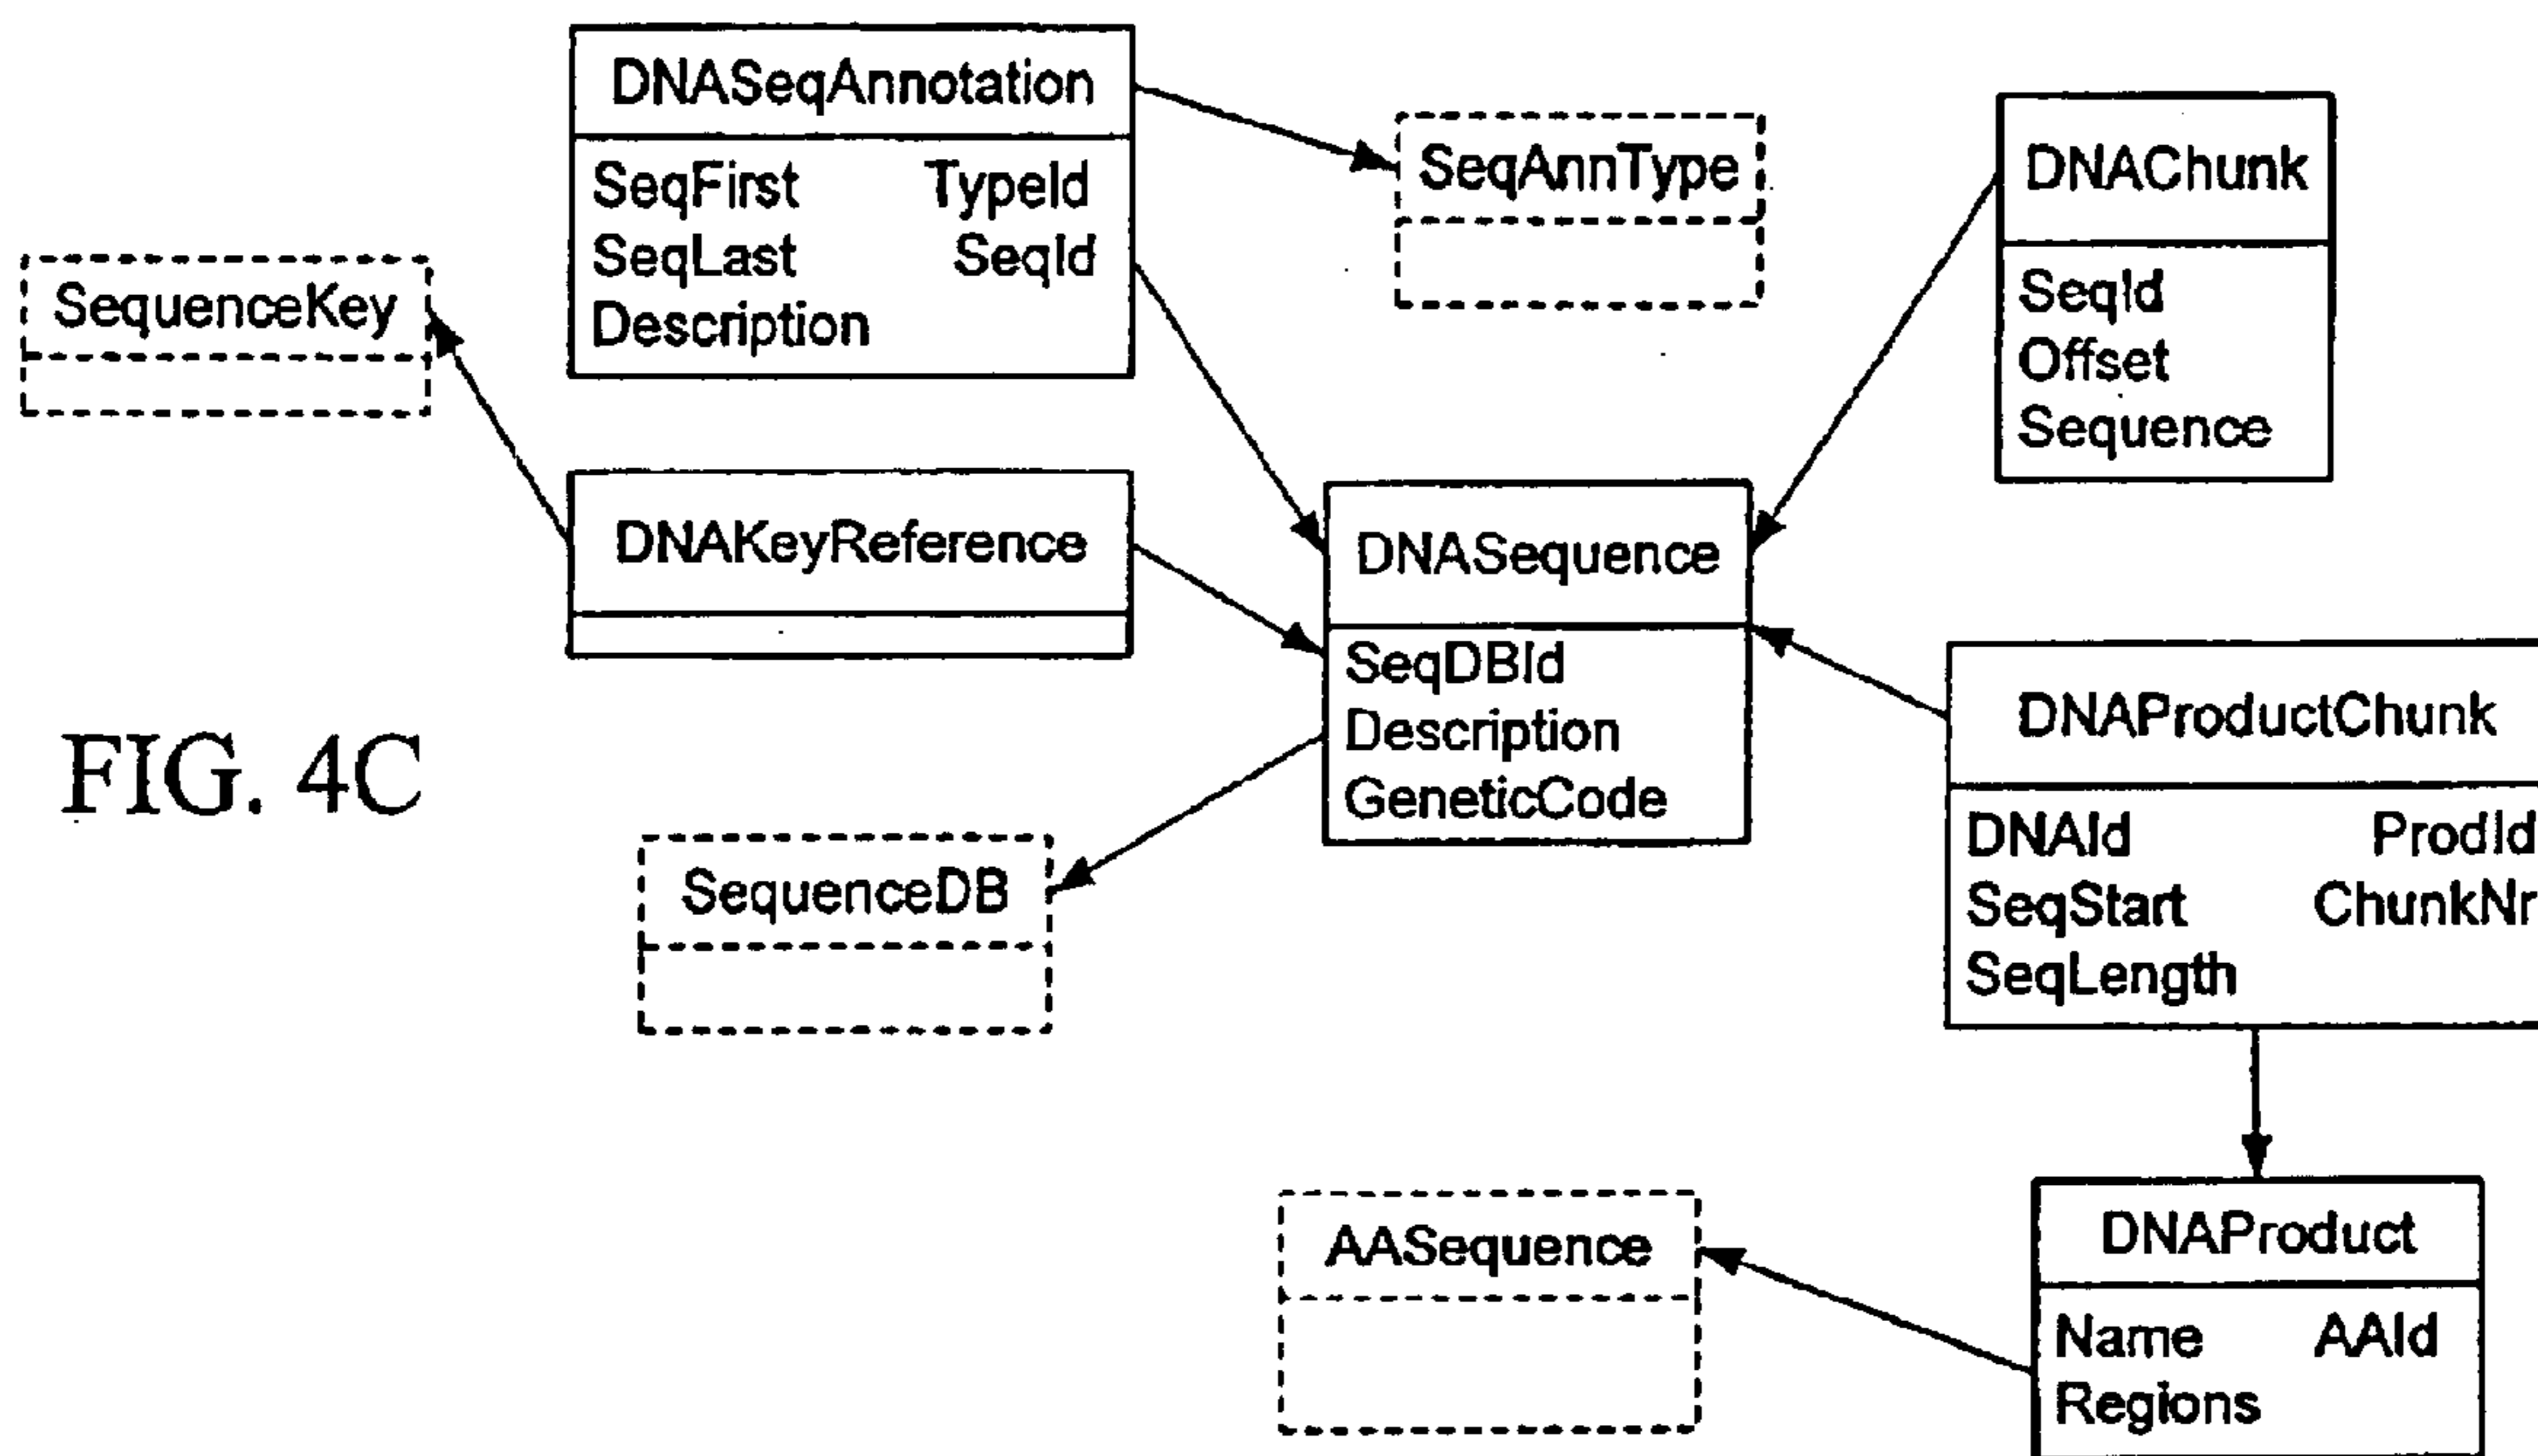 DNASeqAnnotation
SeqFirst TypeId
SeqLast SeqId
Description
SeqAnnType
DNAChunk
SeqId
Offset
Sequence
SequenceKey
DNAKeyReference
DNASequence
SeqDBId
Description
GeneticCode
DNAProductChunk
DNAId ProdId
SeqStart ChunkNr
SeqLength
FIG. 4C
SequenceDB
AASequence
DNAProduct
Name AAId
Regions